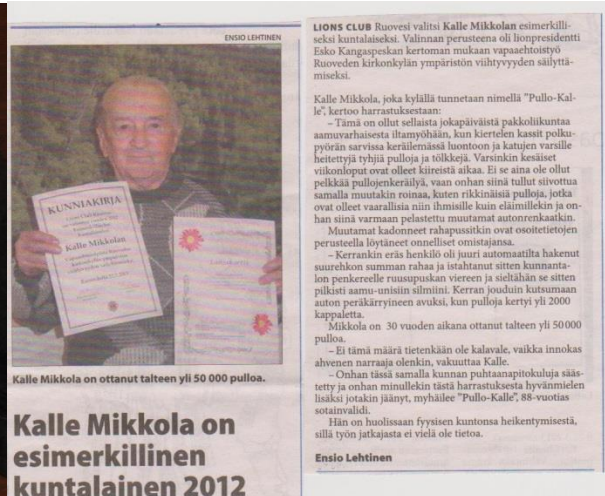 ENSIO LEHTINEN
KUNNIAKIRJA
Kalle Mikkolan
Kalle Mikkola on ottanut talteen yli 50 000 pulloa.
Kalle Mikkola on
esimerkillinen
kuntalainen 2012
LIONS CLUB Ruovesi valitsi Kalle Mikkolan esimerkilli-
seksi kuntalaiseksi. Valinnan perusteena oli lionpresidentti
Esko Kangaspeskan kertoman mukaan vapaaehtoistyö
Ruoveden kirkonkylän ympäristön viihtyvyyden säilyttä-
miseksi.
Kalle Mikkola, joka kylällä tunnetaan nimellä "Pullo-Kal-
le", kertoo harrastuksestaan:
– Tämä on ollut sellaista jokapäiväistä pakkoliikuntaa
aamuvarhaisesta iltamyöhään, kun kiertelen kassit polku-
pyörän sarvissa keräilemässä luontoon ja katujen varsille
heitettyjä tyhjiä pulloja ja tölkkejä. Varsinkin kesäiset
viikonloput ovat olleet kiireistä aikaa. Ei se aina ole ollut
pelkkää pullojenkeräilyä, vaan onhan siinä tullut siivottua
samalla muutakin roinaa, kuten rikkinäisiä pulloja, jotka
ovat olleet vaarallisia niin ihmisille kuin eläimillekin ja on-
han siinä varmaan pelastettu muutamat autonrenkaatkin.
Muutamat kadonneet rahapussitkin ovat osoitetietojen
perusteella löytäneet onnelliset omistajansa.
– Kerrankin eräs henkilö oli juuri automaatilta hakenut
suurehkon summan rahaa ja istahtanut sitten kunnanta-
lon penkereelle ruusupuskan viereen ja sieltähän se sitten
pilkisti aamu-unisiin silmiini. Kerran jouduin kutsumaan
auton peräkärryineen avuksi, kun pulloja kertyi yli 2000
kappaletta.
Mikkola on 30 vuoden aikana ottanut talteen yli 50 000
pulloa.
– Ei tämä määrä tietenkään ole kalavale, vaikka innokas
ahvenen narraaja olenkin, vakuuttaa Kalle.
– Onhan tässä samalla kunnan puhtaanapitokuluja sääs-
tetty ja onhan minullekin tästä harrastuksesta hyvänmielen
lisäksi jotakin jäänyt, myhäilee "Pullo-Kalle", 88-vuotias
sotainvalidi.
Hän on huolissaan fyysisen kuntonsa heikentymisestä,
sillä työn jatkajasta ei vielä ole tietoa.
Ensio Lehtinen